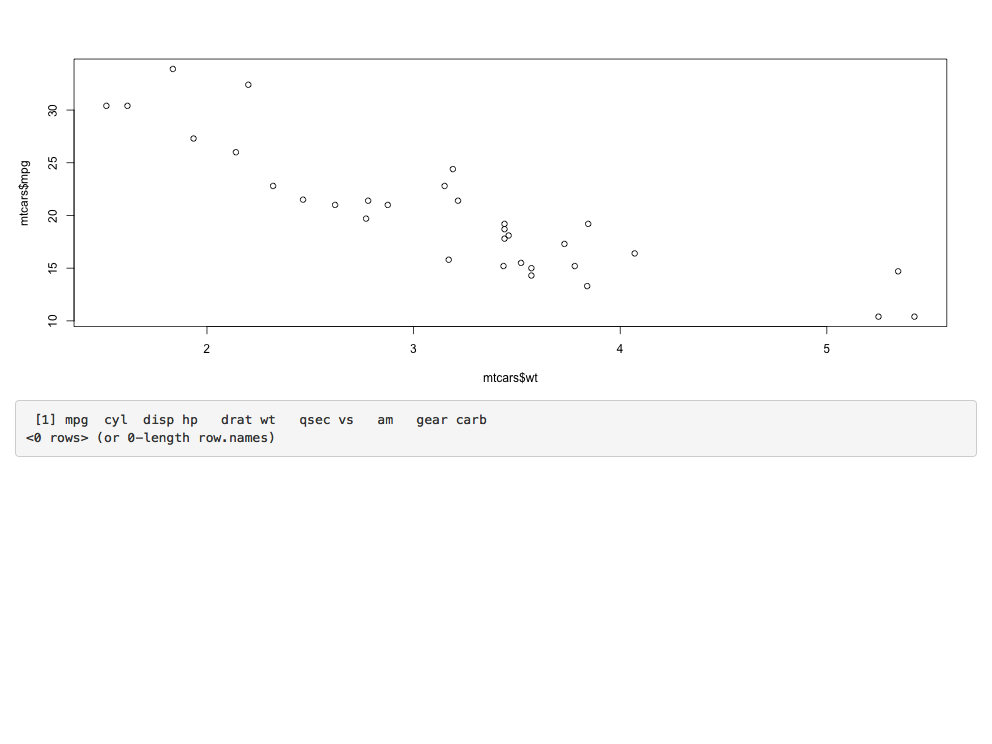 30
25
20
15
10
mtcars$mpg
2 3 4 5
mtcars$wt
[1] mpg cyl disp hp drat wt qsec vs am gear carb
<0 rows> (or 0-length row.names)